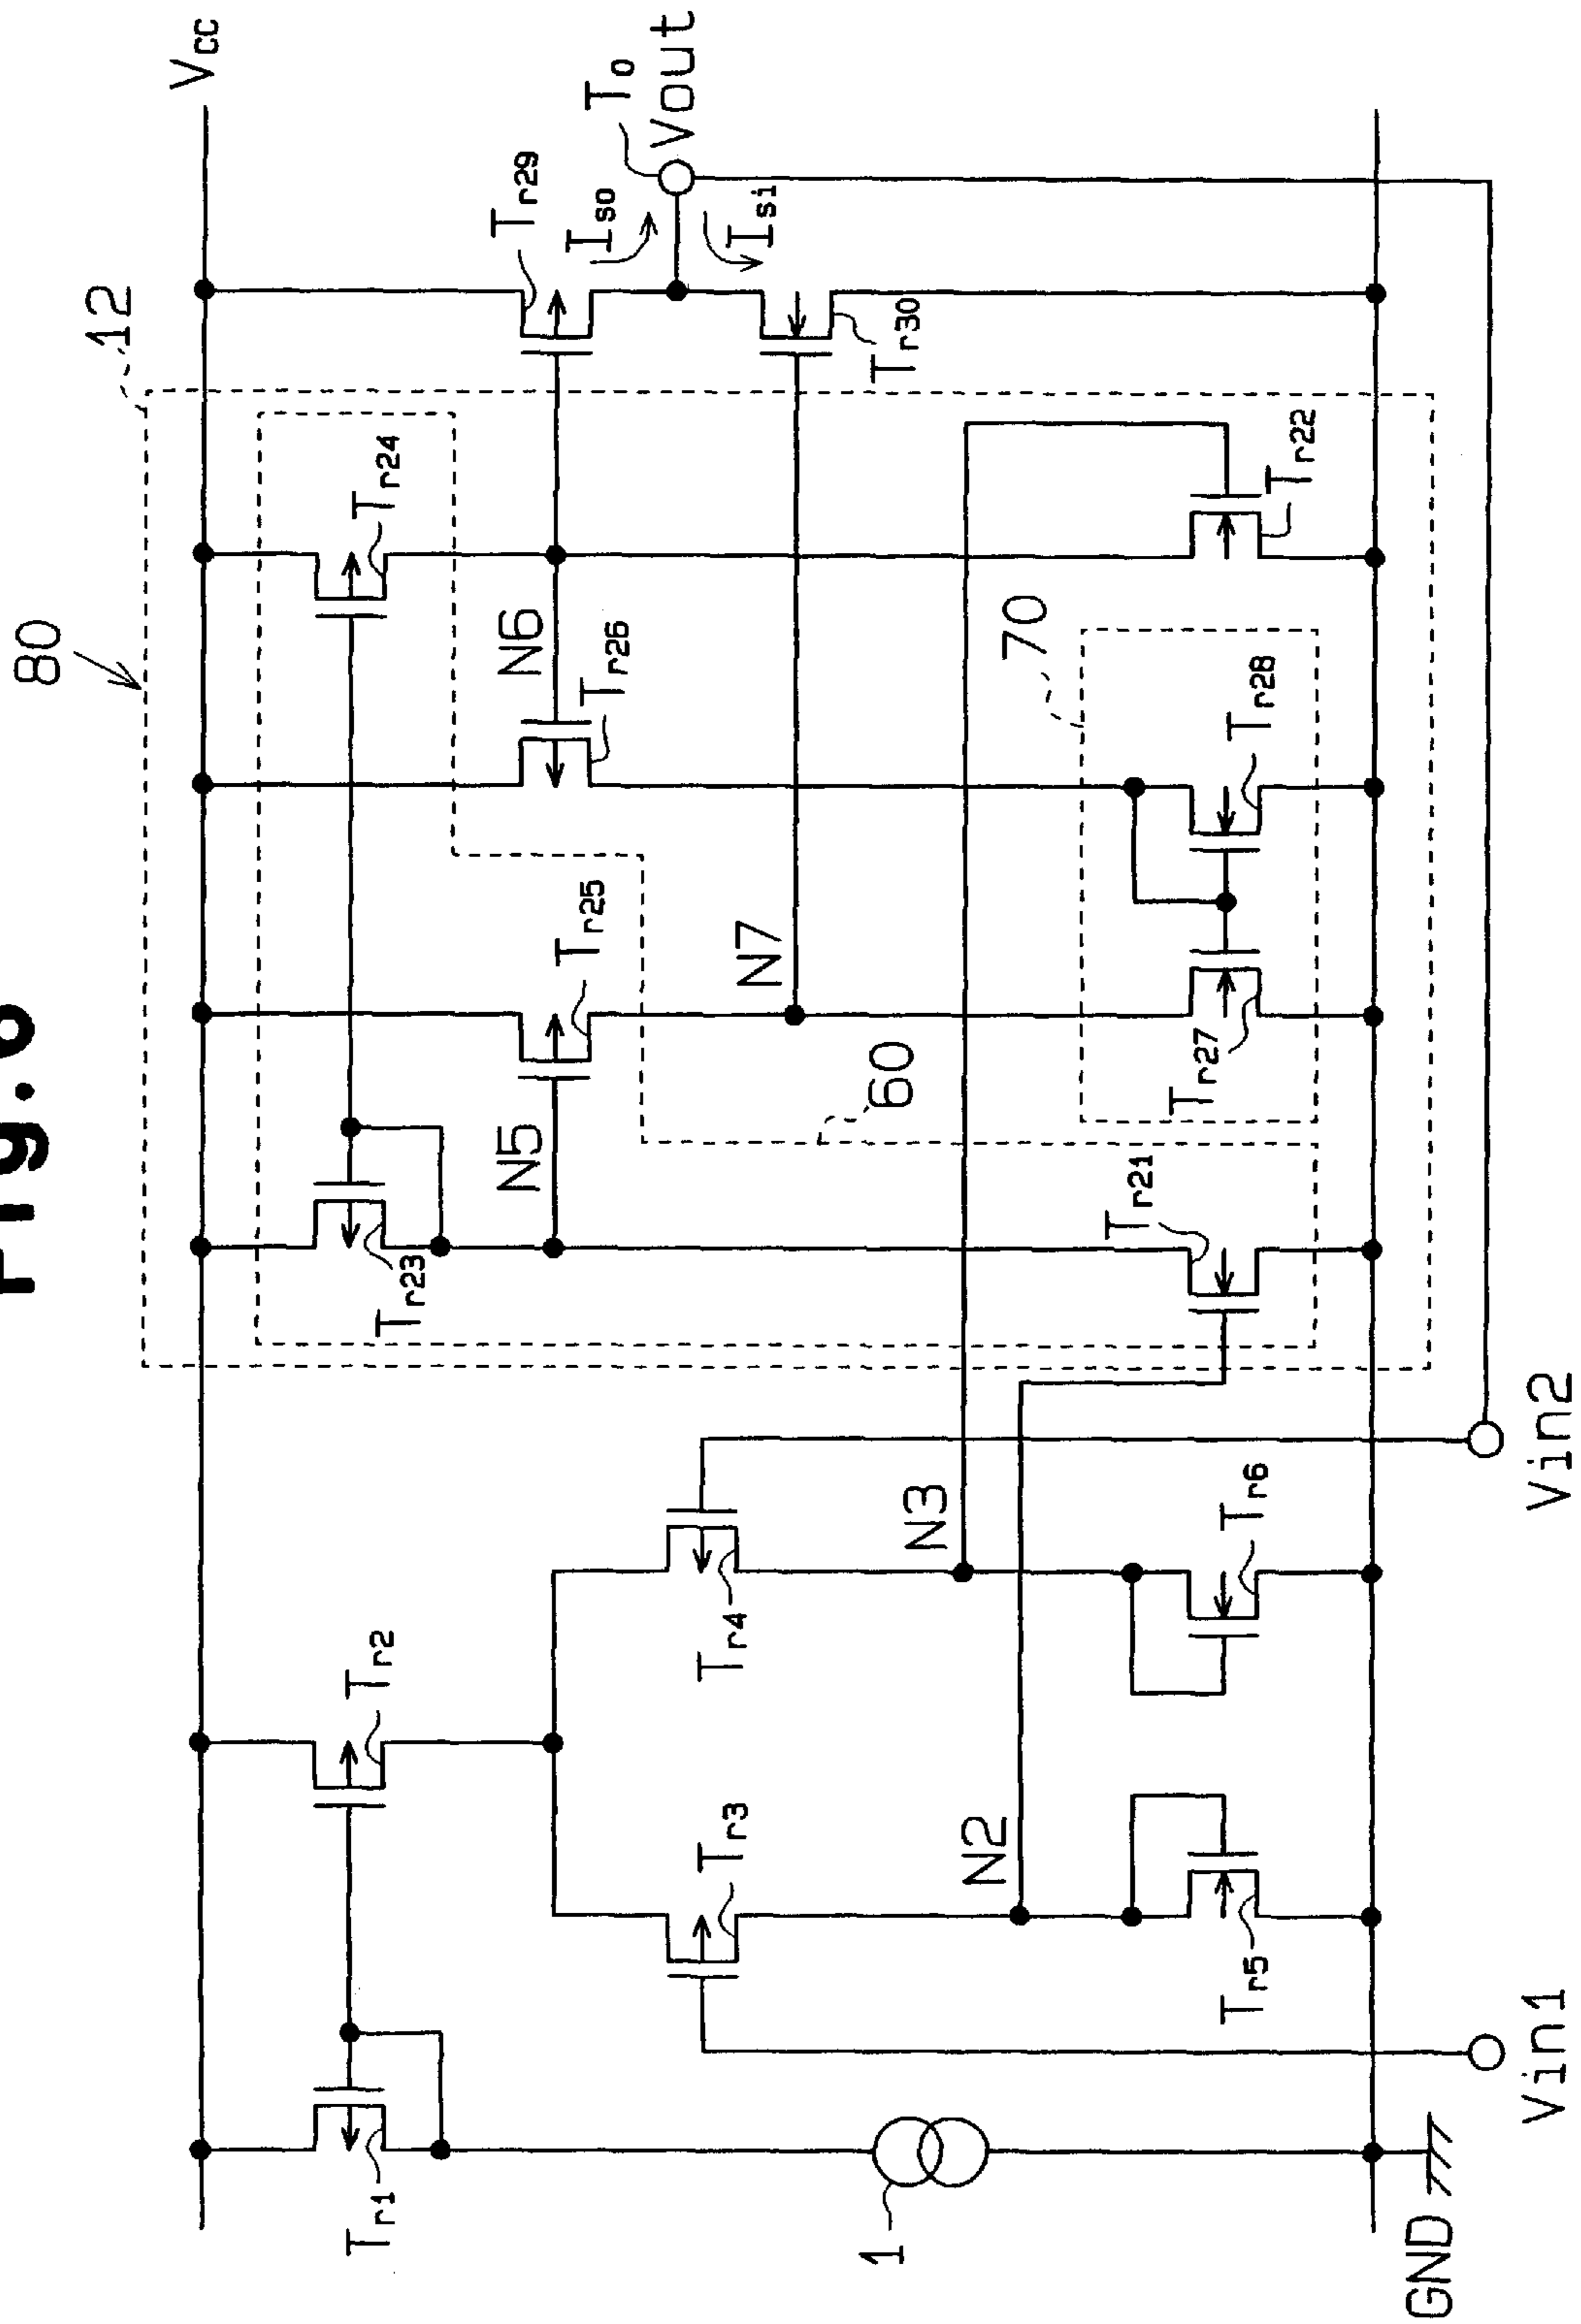 Fig.
80
12
Vcc
Tr1
Tr2
Tr23
Tr24
N5
Tr25
N6
Tr26
Tr29
Iso
To
Vout
Isi
Tr30
Tr3
Tr4
N7
60
70
N2
N3
1
Tr5
Tr6
Tr21
Tr27
Tr28
Tr22
GND
Vin1
Vin2